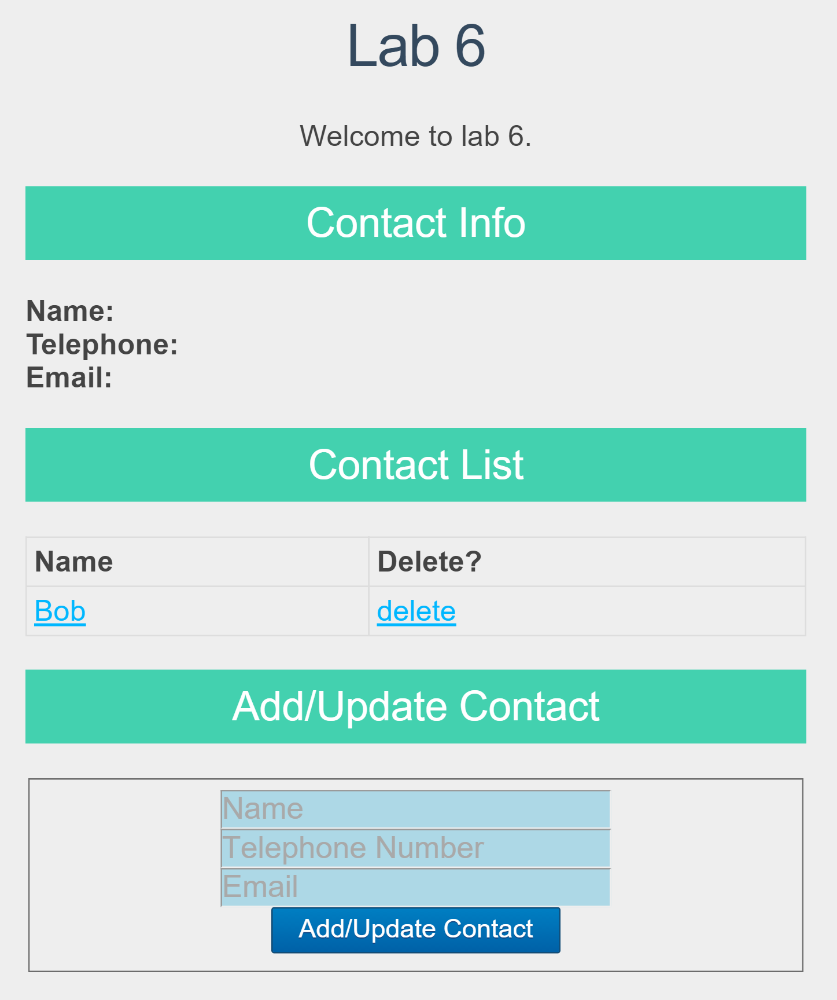 Lab 6
Welcome to lab 6.
Contact Info
Name:
Telephone:
Email:
Contact List
Name Delete?
Bob delete
Add/Update Contact
Name
Telephone Number
Email
Add/Update Contact